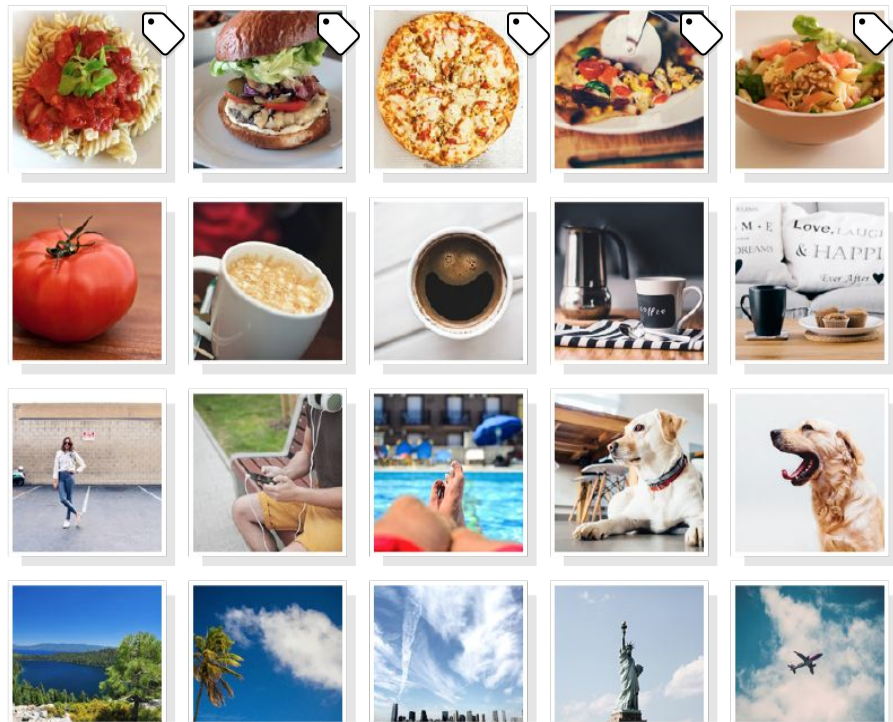 M • E
DREAMS
Love,
LAUGH
& HAPPI
Ever After
coffee